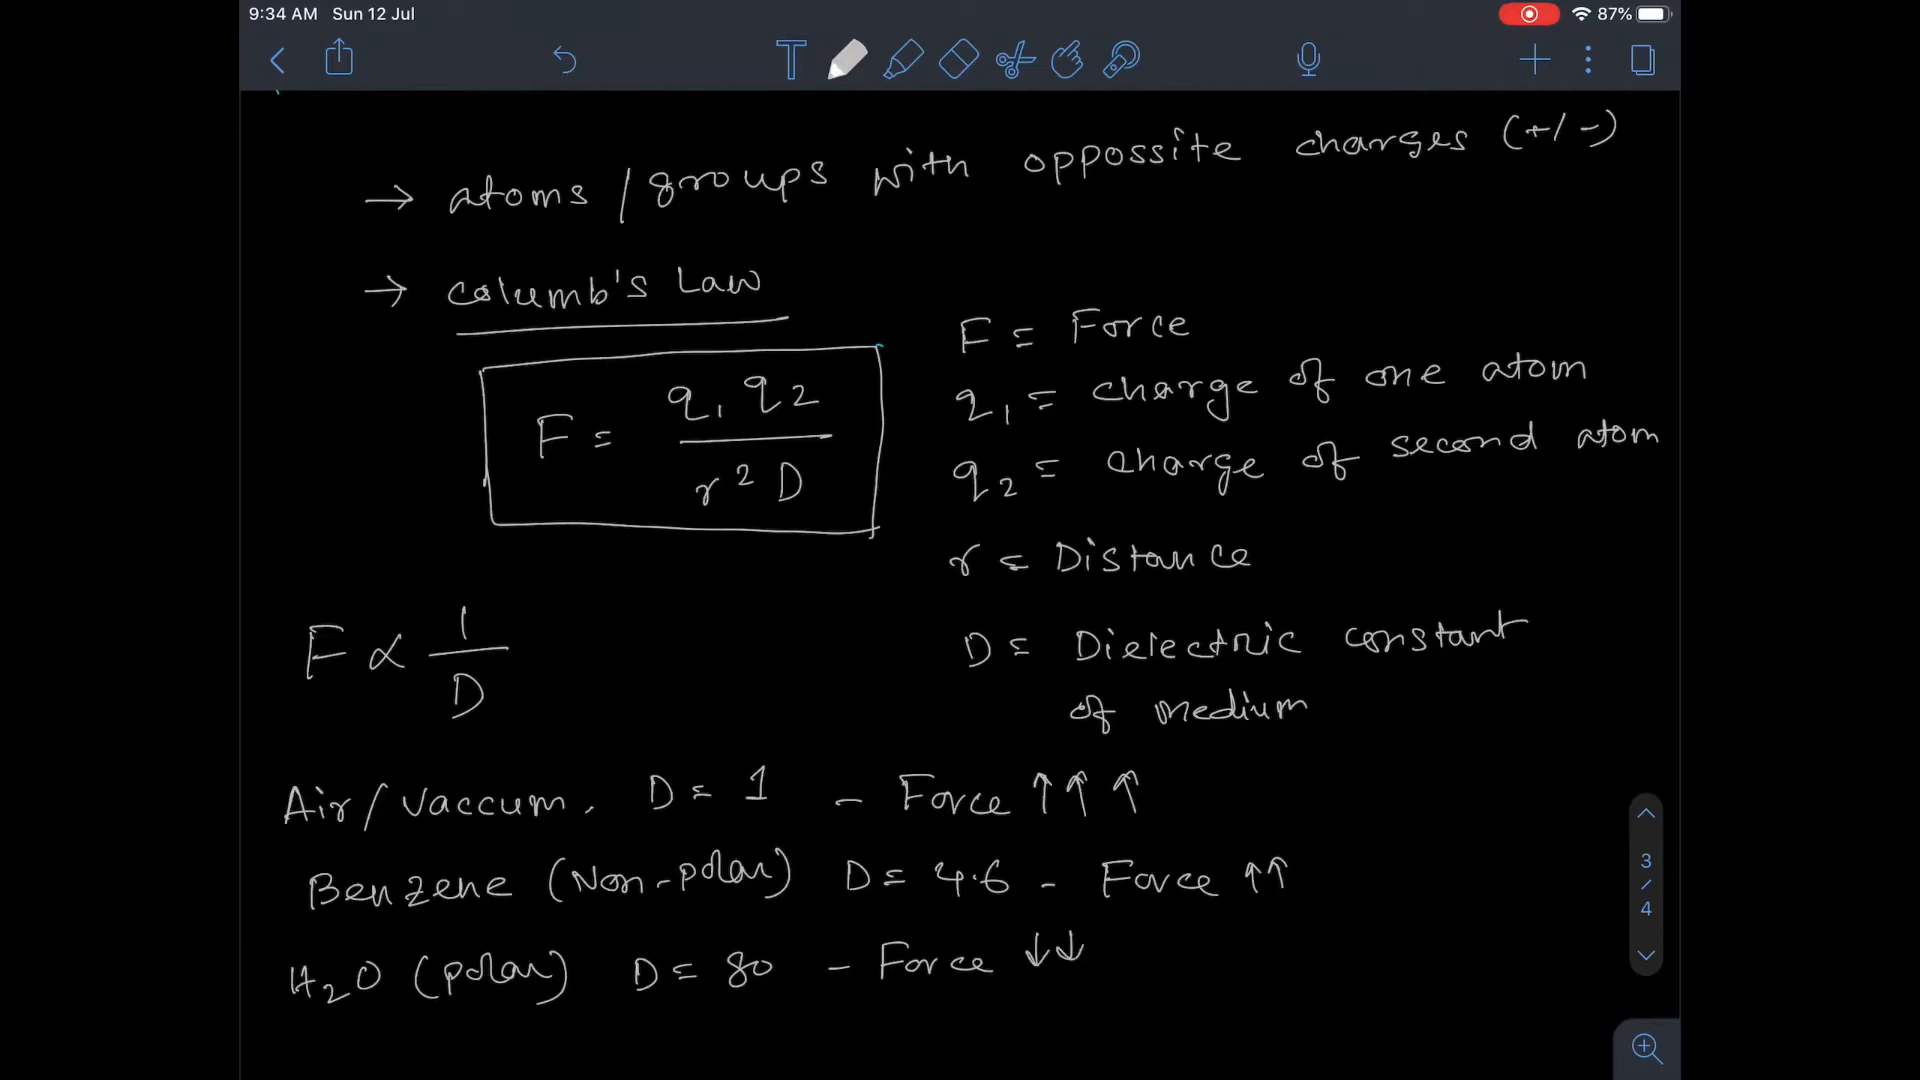 9:34 AM Sun 12 Jul 87%
→ atoms / groups with oppossite charges (+/-)
→ columb's Law
F = q1 q2 / r² D
F = Force
q1 = charge of one atom
q2 = charge of second atom
r = Distance
D = Dielectric constant
of medium
F ∝ 1/D
Air/vaccum. D = 1 - Force ↑↑↑
Benzene (Non-polar) D = 4.6 - Force ↑↑
H2O (polar) D = 80 - Force ↓↓
3
/
4